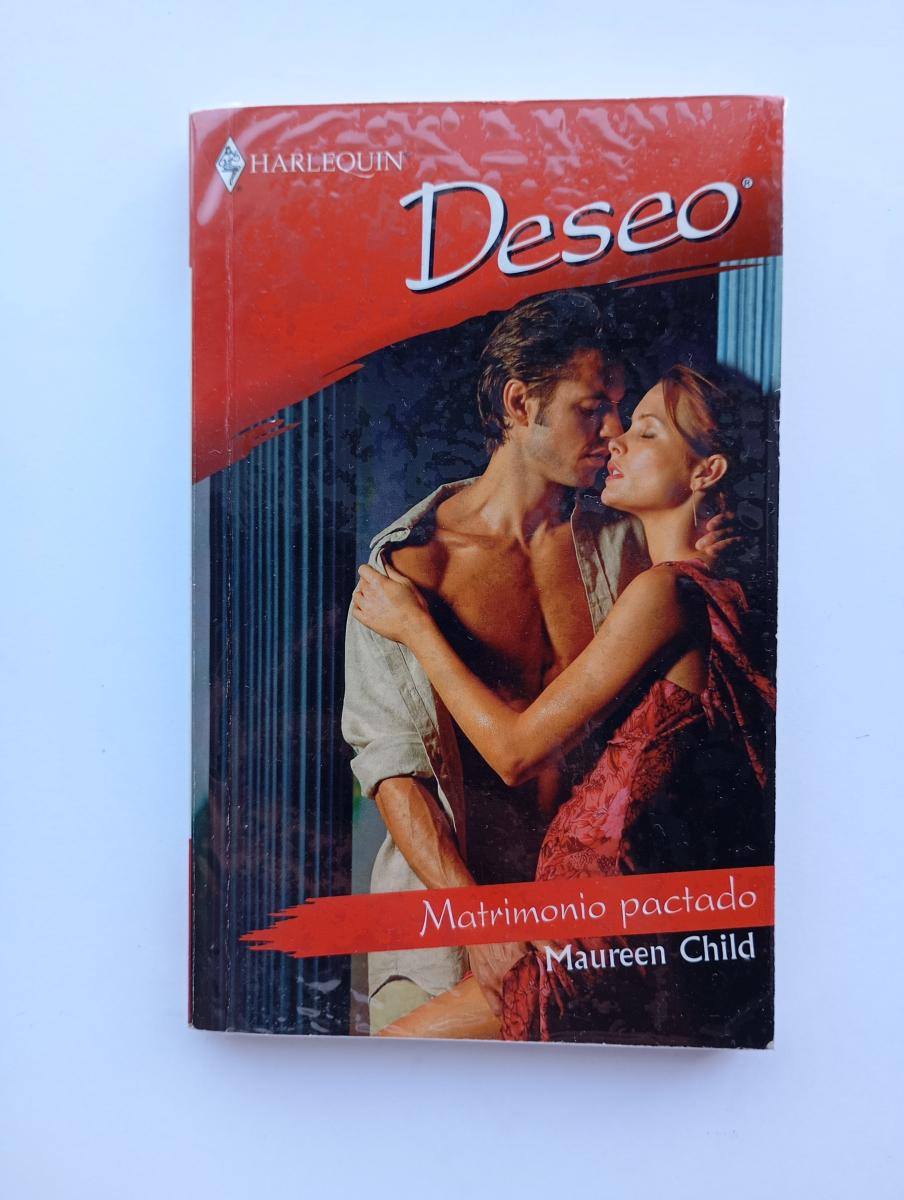 HARLEQUIN®
Deseo®
Matrimonio pactado
Maureen Child